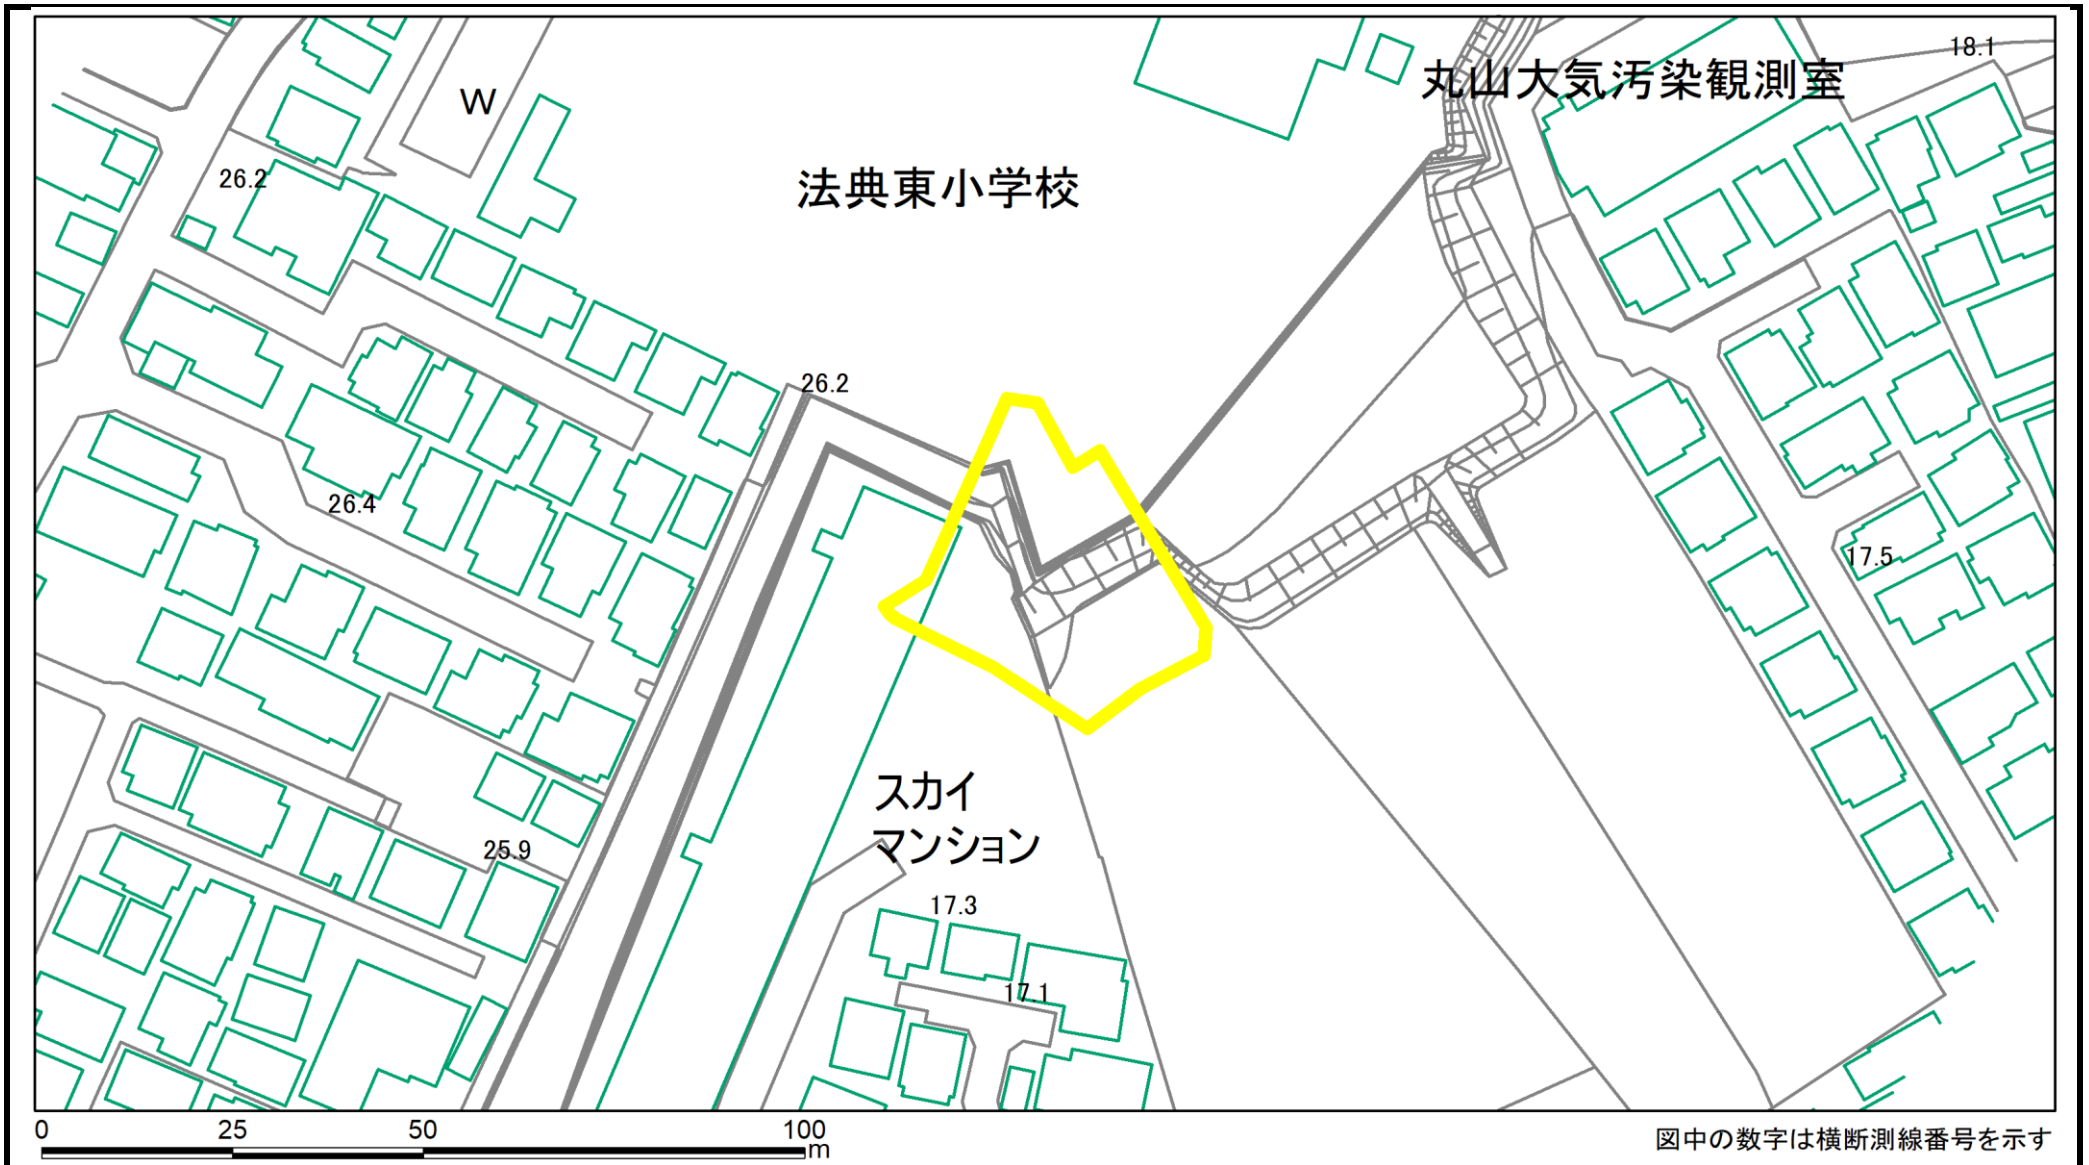 18.1
丸山大気汚染観測室
W
法典東小学校
26.2
26.2
26.4
17.5
スカイ
マンション
25.9
17.3
17.1
0 25 50 100
m
図中の数字は横断測線番号を示す